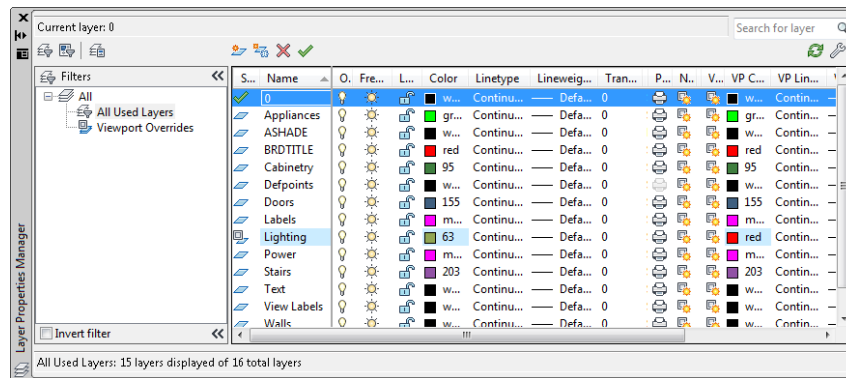 Current layer: 0
Search for layer
Filters
All
All Used Layers
Viewport Overrides
S... Name O. Fre... L... Color Linetype Lineweig... Tran... P... N.. V... VP C... VP Lin...
0 w... Continu... Defa... 0 w... Contin...
Appliances gr... Continu... Defa... 0 gr... Contin...
ASHADE w... Continu... Defa... 0 w... Contin...
BRDTITLE red Continu... Defa... 0 red Contin...
Cabinetry 95 Continu... Defa... 0 95 Contin...
Defpoints w... Continu... Defa... 0 w... Contin...
Doors 155 Continu... Defa... 0 155 Contin...
Labels m... Continu... Defa... 0 m... Contin...
Lighting 63 Continu... Defa... 0 red Contin...
Power m... Continu... Defa... 0 m... Contin...
Stairs 203 Continu... Defa... 0 203 Contin...
Text w... Continu... Defa... 0 w... Contin...
View Labels w... Continu... Defa... 0 w... Contin...
Walls w... Continu... Defa... 0 w... Contin...
Invert filter
All Used Layers: 15 layers displayed of 16 total layers
Layer Properties Manager